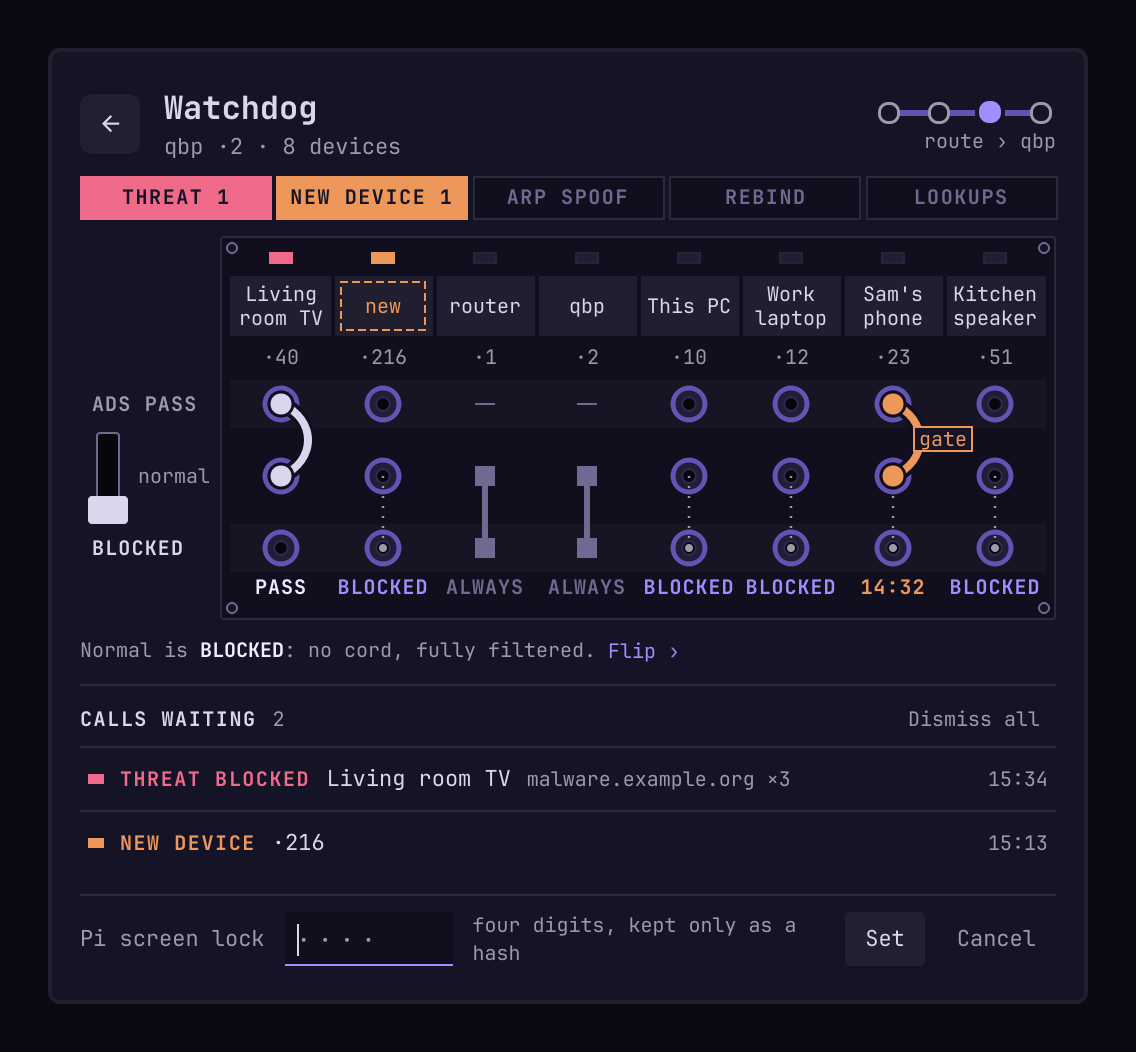 ←
Watchdog
qbp ·2 · 8 devices
route › qbp
THREAT 1 NEW DEVICE 1 ARP SPOOF REBIND LOOKUPS
Living room TV
new
router
qbp
This PC
Work laptop
Sam's phone
Kitchen speaker
·40 ·216 ·1 ·2 ·10 ·12 ·23 ·51
ADS PASS — —
gate
normal
BLOCKED
PASS BLOCKED ALWAYS ALWAYS BLOCKED BLOCKED 14:32 BLOCKED
Normal is BLOCKED: no cord, fully filtered. Flip ›
CALLS WAITING 2 Dismiss all
THREAT BLOCKED Living room TV malware.example.org ×3 15:34
NEW DEVICE ·216 15:13
Pi screen lock
· · · ·
four digits, kept only as a
hash
Set Cancel